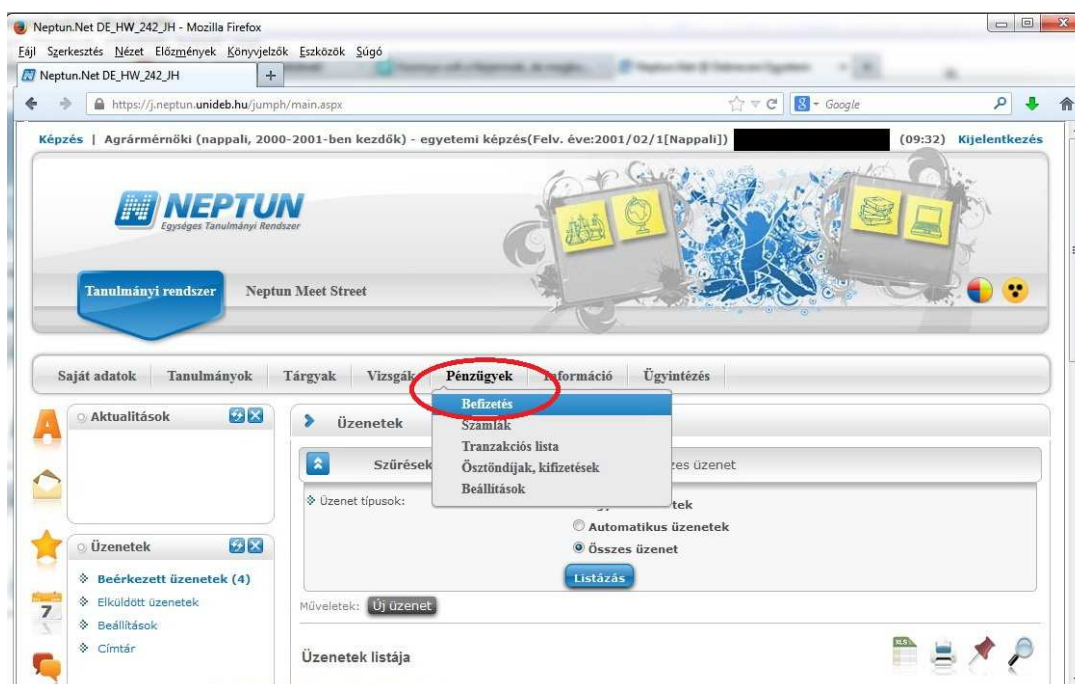 Neptun.Net DE_HW_242_JH - Mozilla Firefox
Fájl Szerkesztés Nézet Előzmények Könyvjelzők Eszközök Súgó
Neptun.Net DE_HW_242_JH +
https://j.neptun.unideb.hu/jumph/main.aspx Google
Képzés | Agrármérnöki (nappali, 2000-2001-ben kezdők) - egyetemi képzés(Felv. éve:2001/02/1[Nappali]) (09:32) Kijelentkezés
NEPTUN
Egységes Tanulmányi Rendszer
Tanulmányi rendszer Neptun Meet Street
Saját adatok Tanulmányok Tárgyak Vizsgák Pénzügyek Információ Ügyintézés
Befizetés
Számlák
Tranzakciós lista
Ösztöndíjak, kifizetések
Beállítások
Aktualitások
Üzenetek
Szűrések üzenet
Üzenet típusok:
Automatikus üzenetek
Összes üzenet
Listázás
Üzenetek
Beérkezett üzenetek (4)
Elküldött üzenetek
Beállítások
Címtár
7
Műveletek: Új üzenet
Üzenetek listája
XLS